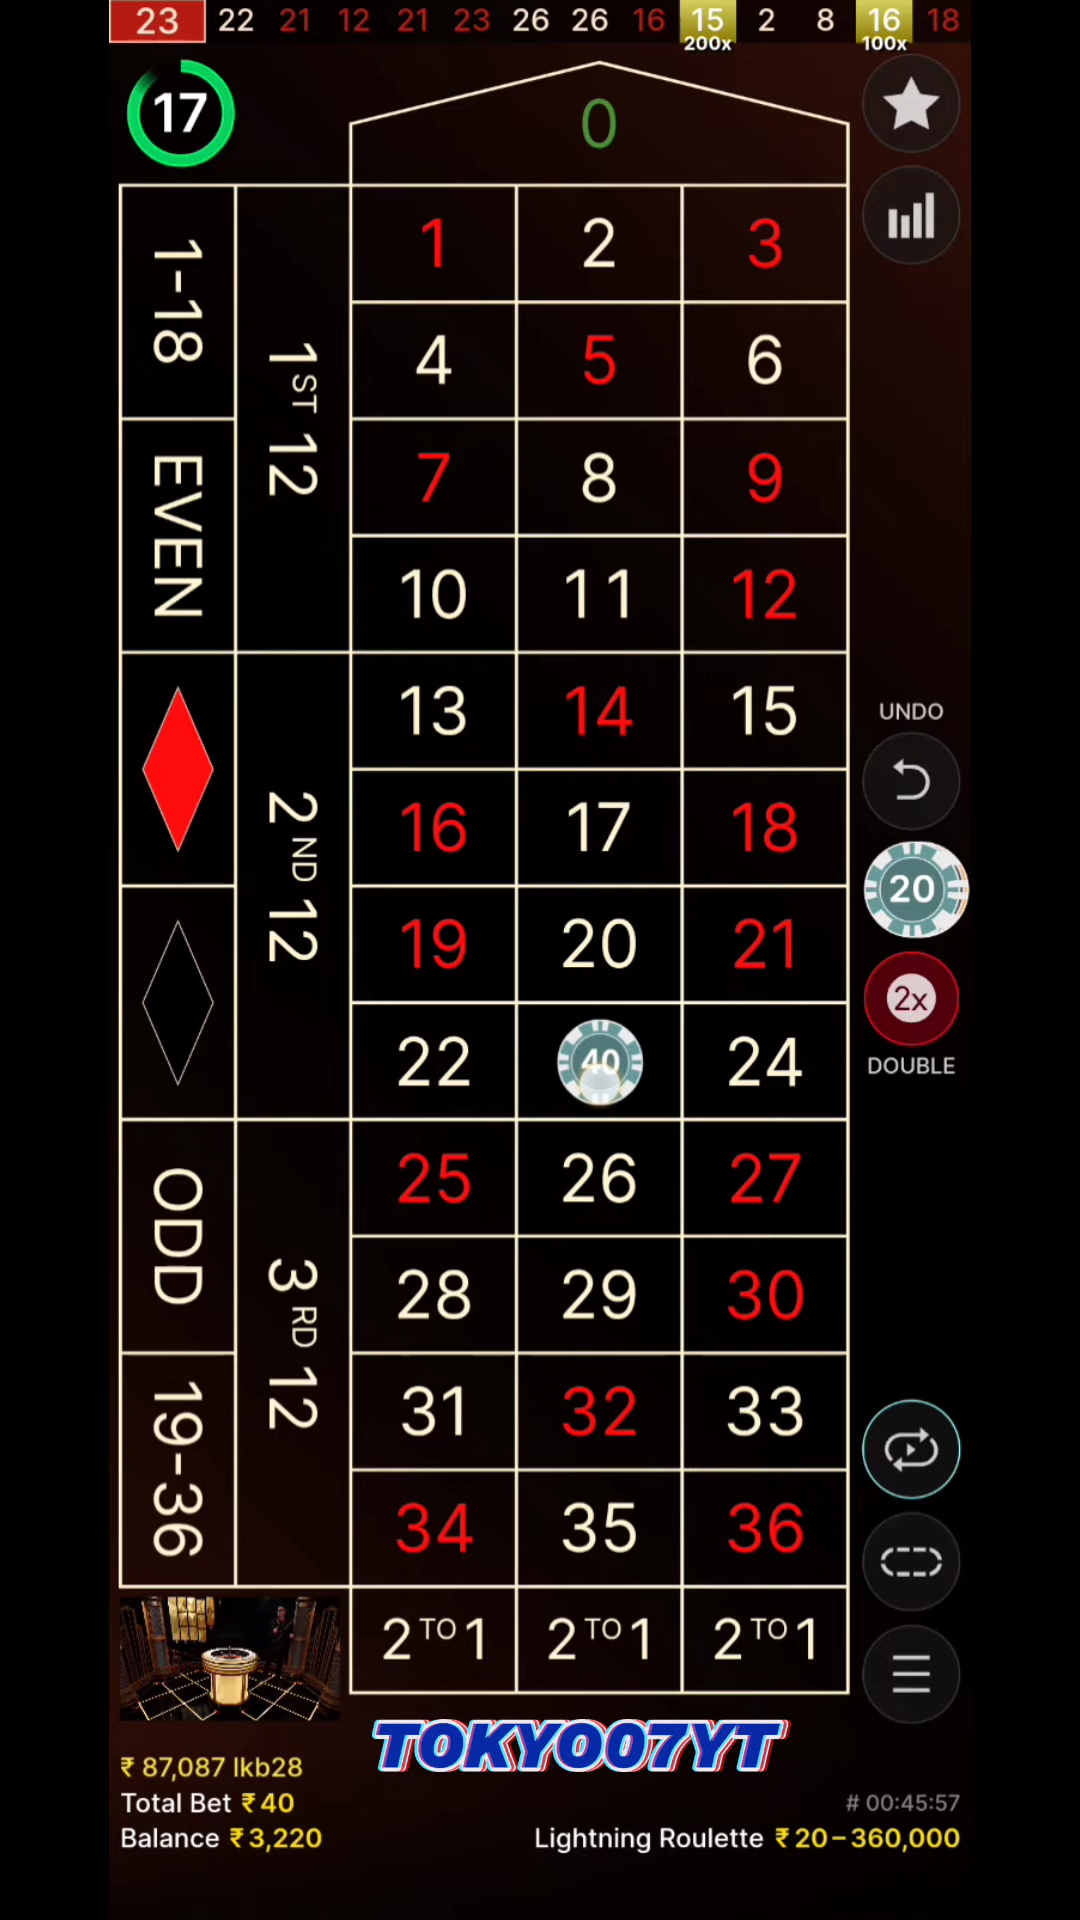 23 22 21 12 21 23 26 26 16 15 2 8 16 18
200x 100x
17
0
1 2 3
4 5 6
7 8 9
10 11 12
13 14 15
16 17 18
19 20 21
22 40 24
25 26 27
28 29 30
31 32 33
34 35 36
2 TO 1 2 TO 1 2 TO 1
1-18
EVEN
ODD
19-36
1ST 12
2ND 12
3RD 12
UNDO
20
2x
DOUBLE
TOKYO07YT
₹ 87,087 lkb28
Total Bet ₹ 40
Balance ₹ 3,220
# 00:45:57
Lightning Roulette ₹ 20 – 360,000